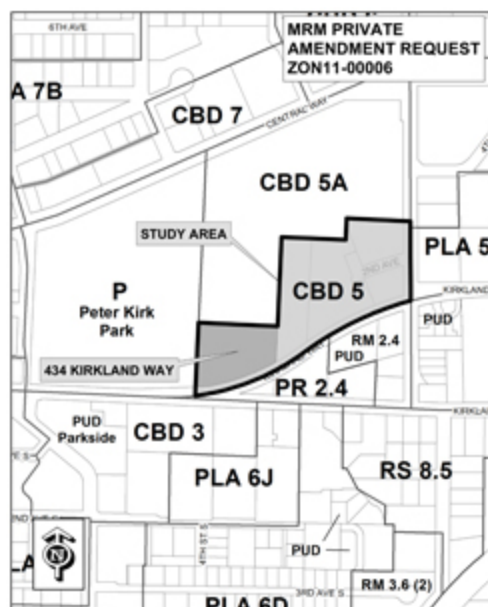 MRM PRIVATE
AMENDMENT REQUEST
ZON11-00006
6TH AVE
A 7B
CBD 7
CENTRAL WAY
CBD 5A
STUDY AREA
PLA 5
2ND AVE
CBD 5
KIRKLAND
P
Peter Kirk
Park
PUD
RM 2.4
PUD
434 KIRKLAND WAY
PR 2.4
KIRKLA
PUD
Parkside
CBD 3
PLA 6J
RS 8.5
4TH ST S
N
PUD
3RD AVE S
RM 3.6 (2)
PLA 6D